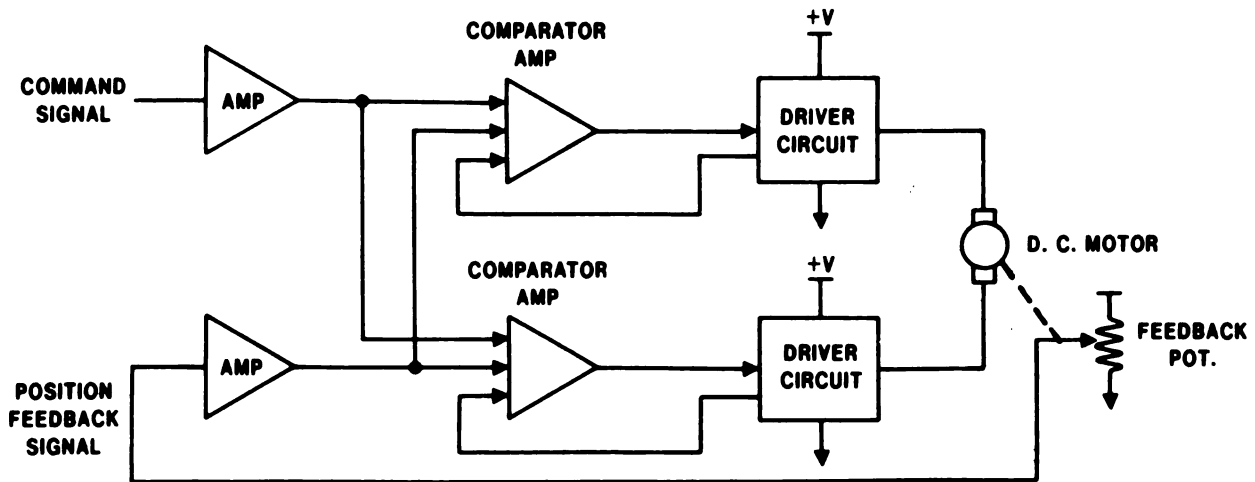 COMMAND
SIGNAL
AMP
COMPARATOR
AMP
+V
DRIVER
CIRCUIT
D. C. MOTOR
COMPARATOR
AMP
+V
DRIVER
CIRCUIT
FEEDBACK
POT.
AMP
POSITION
FEEDBACK
SIGNAL